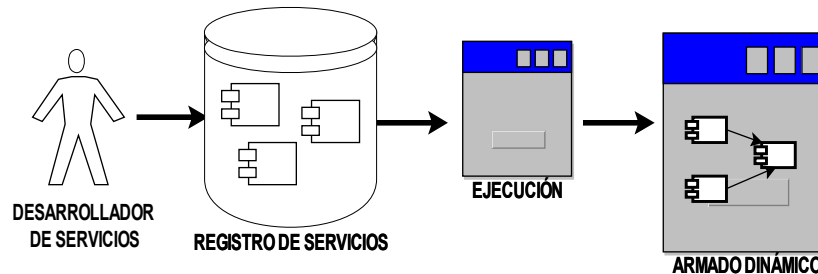 DESARROLLADOR
DE SERVICIOS
REGISTRO DE SERVICIOS
EJECUCIÓN
ARMADO DINÁMICO